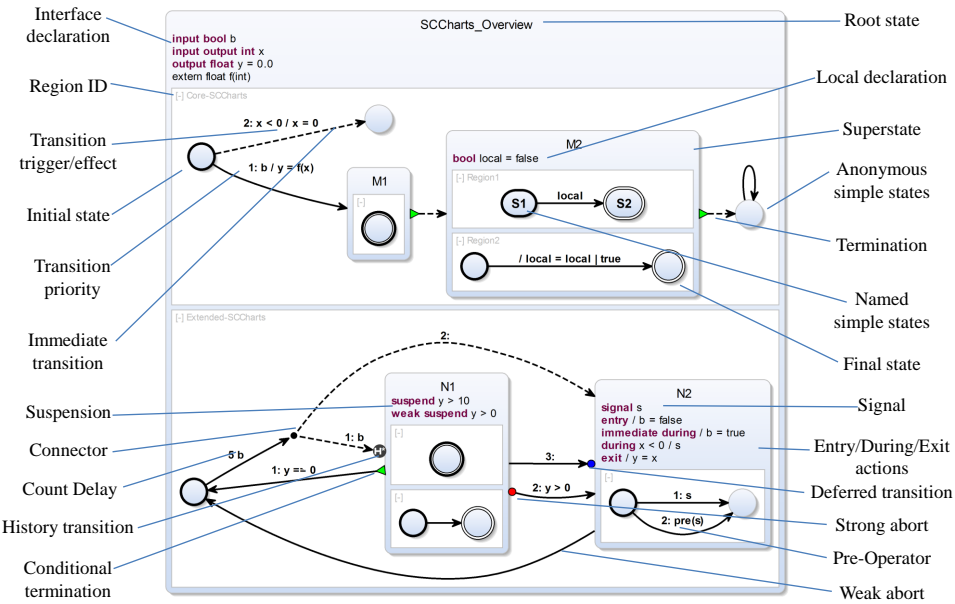 Interface
declaration
SCCharts_Overview
Root state
input bool b
input output int x
output float y = 0.0
extern float f(int)
Region ID
Local declaration
[-] Core-SCCharts
2: x < 0 / x = 0
Transition
trigger/effect
Superstate
M2
bool local = false
1: b / y = f(x)
M1
[-] Region1
Anonymous
simple states
[-]
S1
local
S2
Initial state
[-] Region2
Termination
/ local = local | true
Transition
priority
Named
simple states
[-] Extended-SCCharts
Immediate
transition
2:
Final state
N1
suspend y > 10
weak suspend y > 0
N2
signal s
entry / b = false
immediate during / b = true
during x < 0 / s
exit / y = x
Suspension
Signal
Connector
1: b
H*
[-]
Entry/During/Exit
actions
5 b
1: y == 0
3:
Count Delay
[-]
Deferred transition
2: y > 0
1: s
History transition
[-]
2: pre(s)
Strong abort
Pre-Operator
Conditional
termination
Weak abort